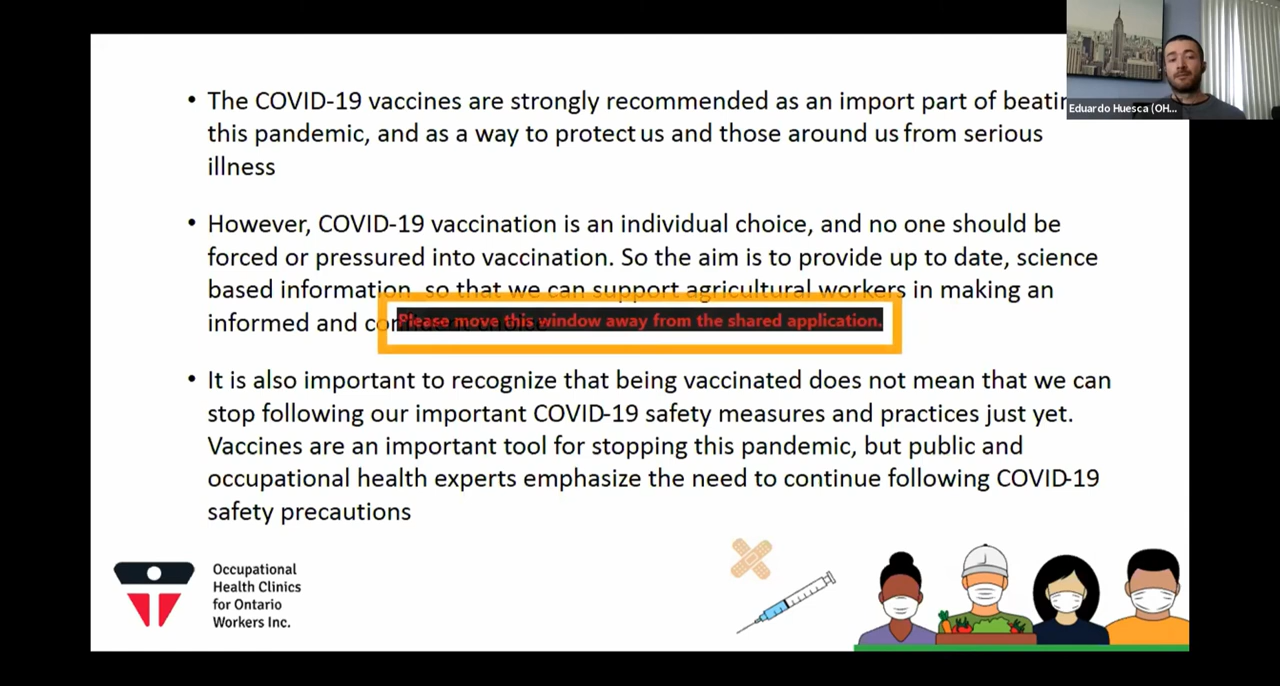 • The COVID-19 vaccines are strongly recommended as an import part of
this pandemic, and as a way to protect us and those around us from serious
illness
• However, COVID-19 vaccination is an individual choice, and no one should be
forced or pressured into vaccination. So the aim is to provide up to date, science
based information, so that we can support agricultural workers in making an
informed and
Please move this window away from the shared application.
• It is also important to recognize that being vaccinated does not mean that we can
stop following our important COVID-19 safety measures and practices just yet.
Vaccines are an important tool for stopping this pandemic, but public and
occupational health experts emphasize the need to continue following COVID-19
safety precautions
Occupational
Health Clinics
for Ontario
Workers Inc.
Eduardo Huesca (OH...